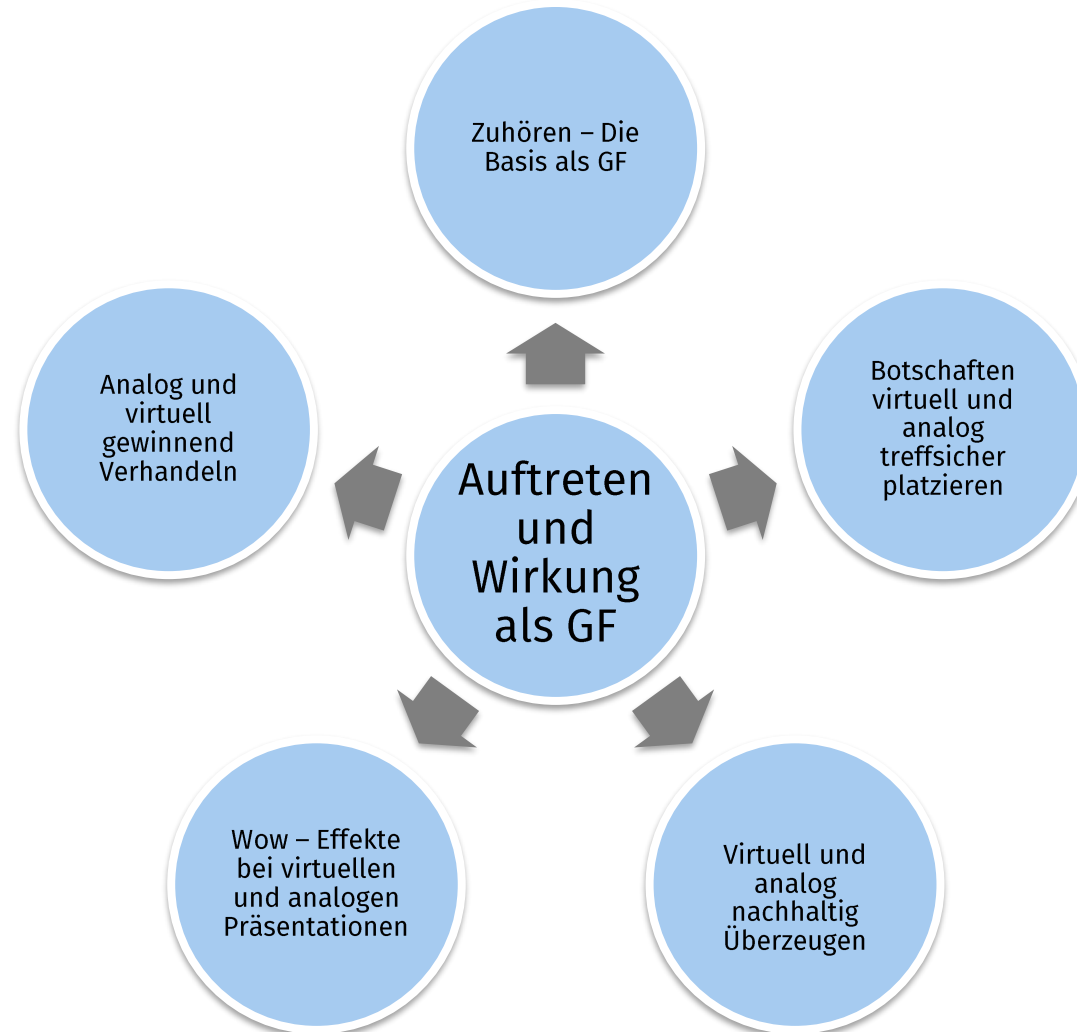 Zuhören – Die
Basis als GF
Analog und
virtuell
gewinnend
Verhandeln
Botschaften
virtuell und
analog
treffsicher
platzieren
Auftreten
und
Wirkung
als GF
Wow – Effekte
bei virtuellen
und analogen
Präsentationen
Virtuell und
analog
nachhaltig
Überzeugen